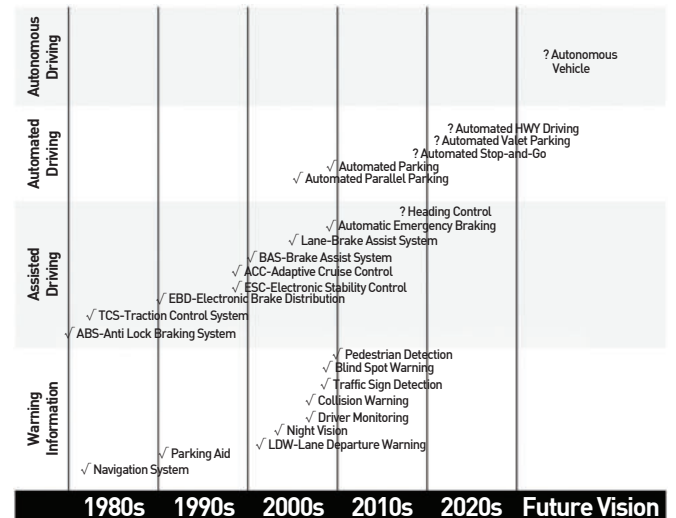 Autonomous
Driving
? Autonomous
Vehicle
Automated
Driving
? Automated HWY Driving
? Automated Valet Parking
? Automated Stop-and-Go
√ Automated Parking
√ Automated Parallel Parking
Assisted
Driving
? Heading Control
√ Automatic Emergency Braking
√ Lane-Brake Assist System
√ BAS-Brake Assist System
√ ACC-Adaptive Cruise Control
√ ESC-Electronic Stability Control
√ EBD-Electronic Brake Distribution
√ TCS-Traction Control System
√ ABS-Anti Lock Braking System
Warning
Information
√ Pedestrian Detection
√ Blind Spot Warning
√ Traffic Sign Detection
√ Collision Warning
√ Driver Monitoring
√ Night Vision
√ LDW-Lane Departure Warning
√ Parking Aid
√ Navigation System
1980s 1990s 2000s 2010s 2020s Future Vision